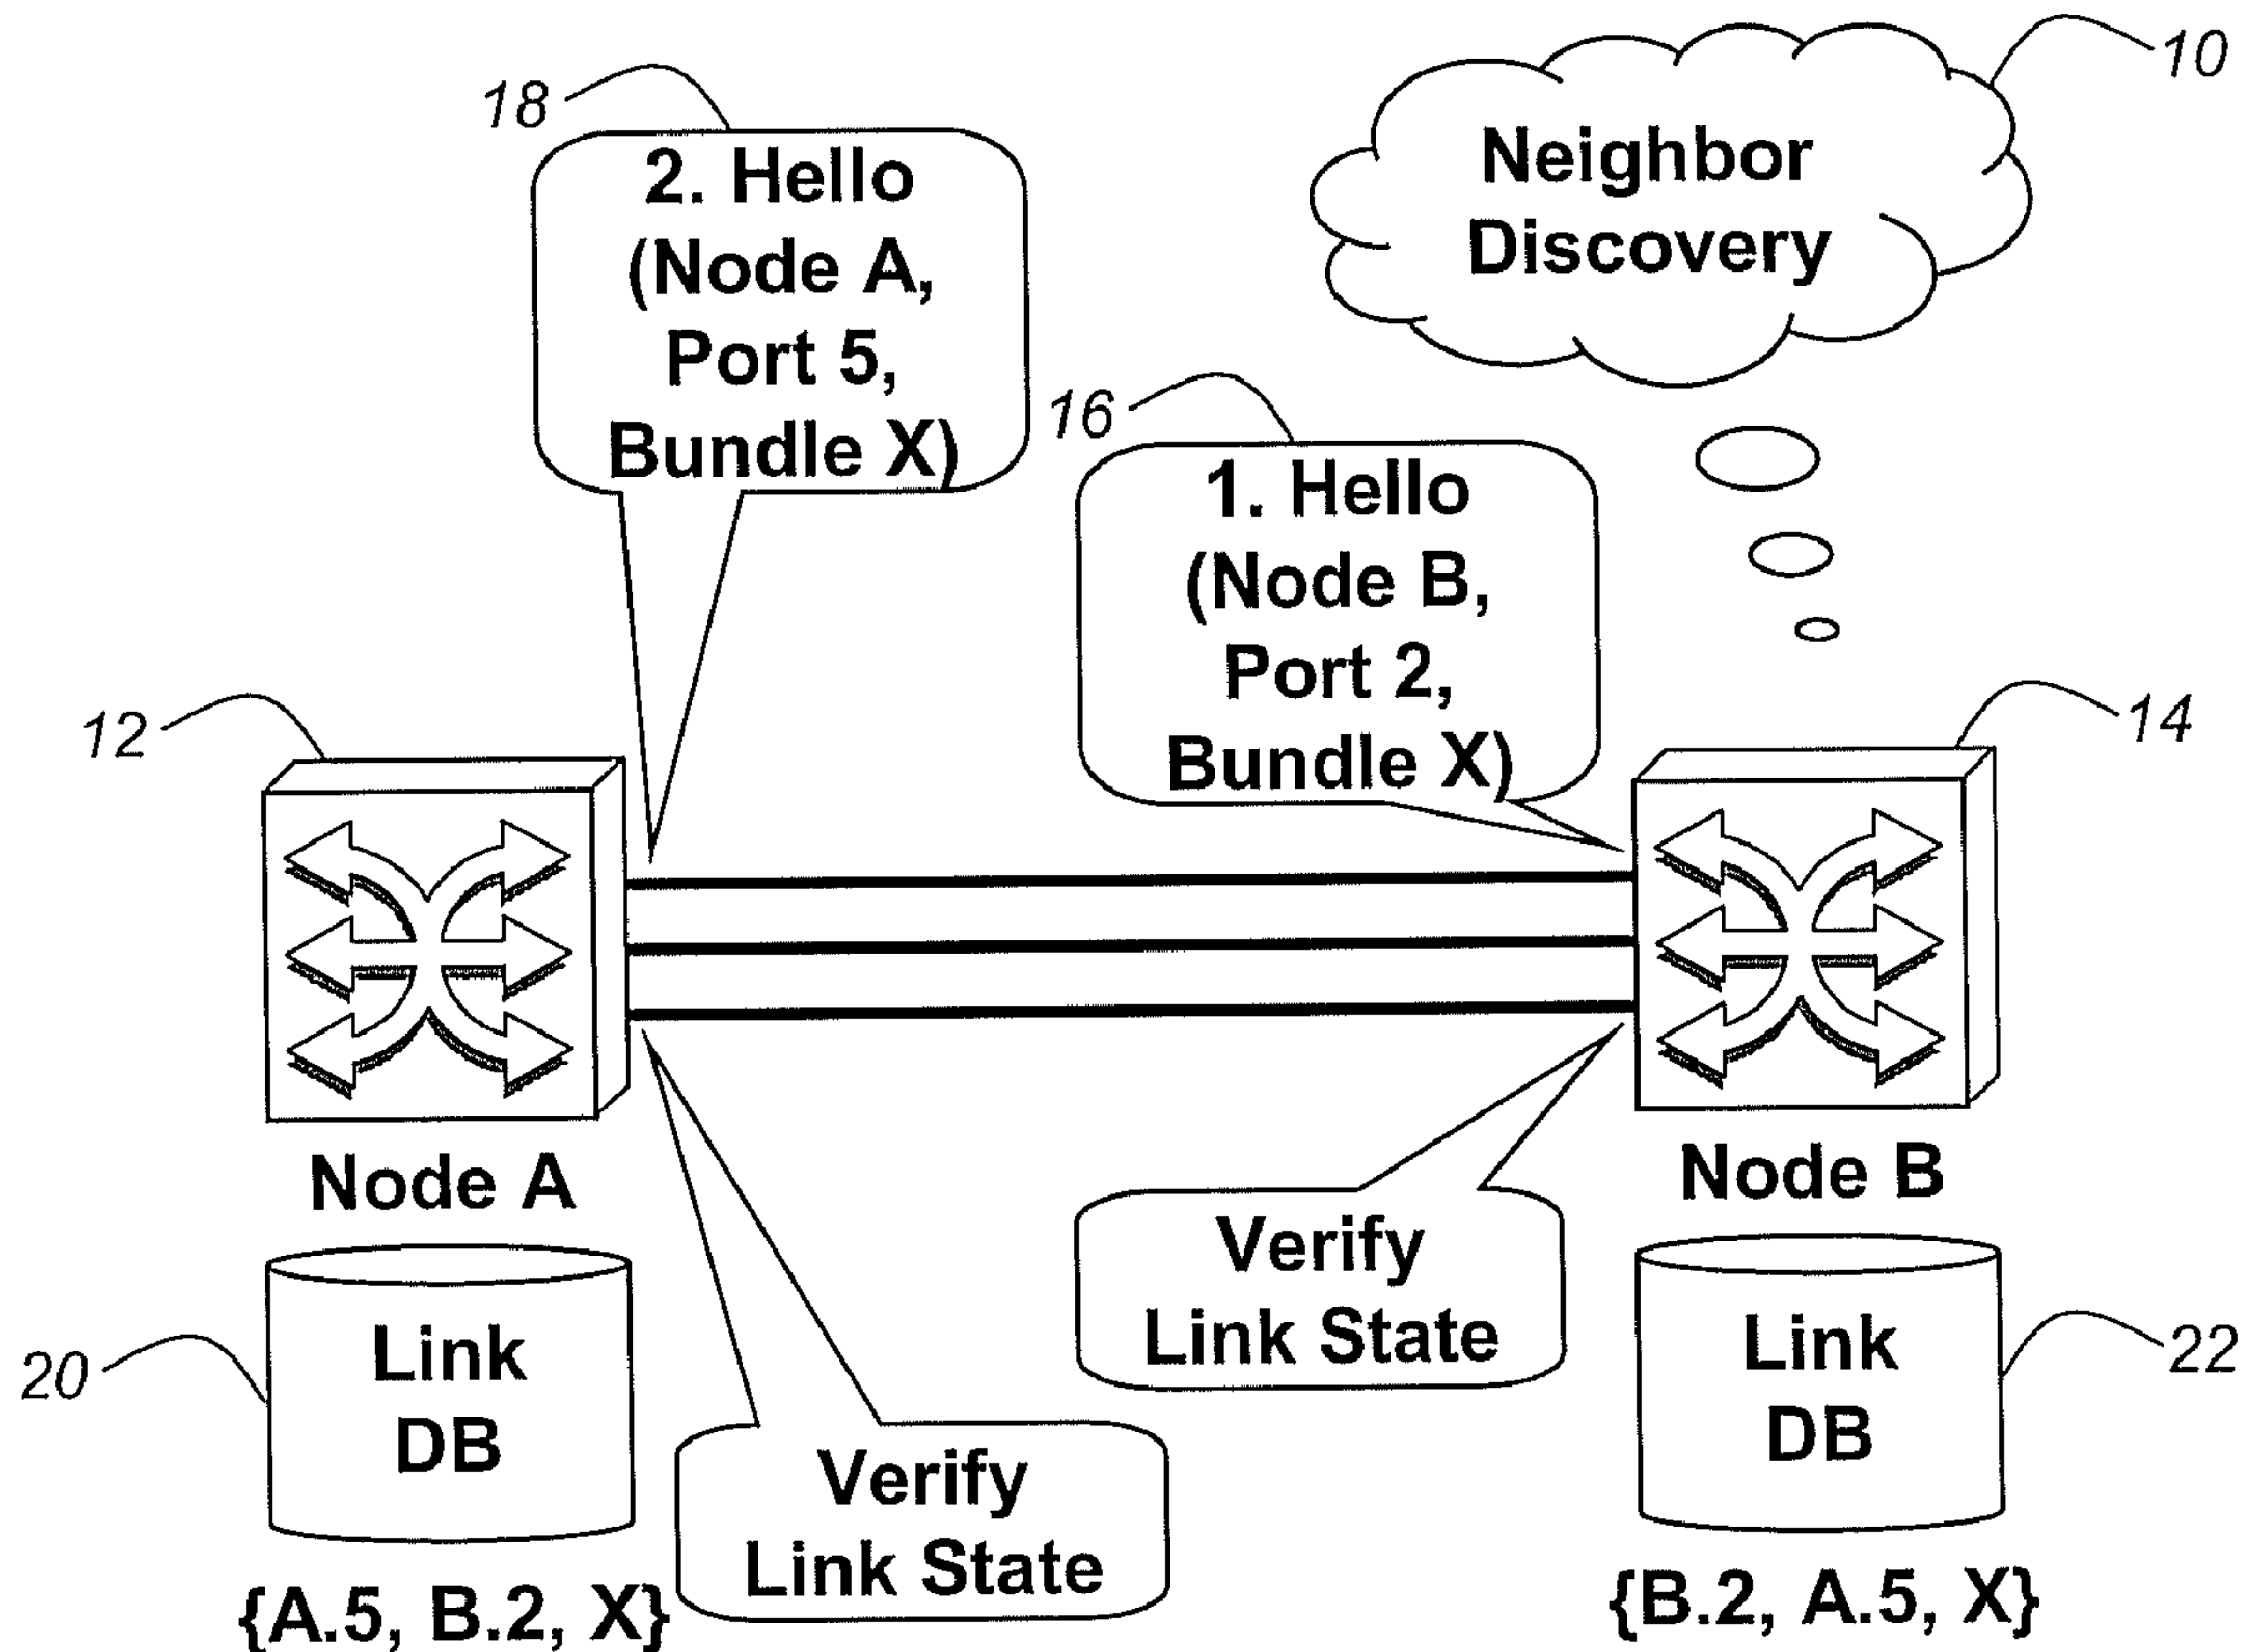 10
Neighbor
Discovery
18
2. Hello
(Node A,
Port 5,
Bundle X)
16
1. Hello
(Node B,
Port 2,
Bundle X)
12
14
Node A
Node B
Verify
Link State
20
Link
DB
22
Link
DB
Verify
Link State
{A.5, B.2, X}
{B.2, A.5, X}